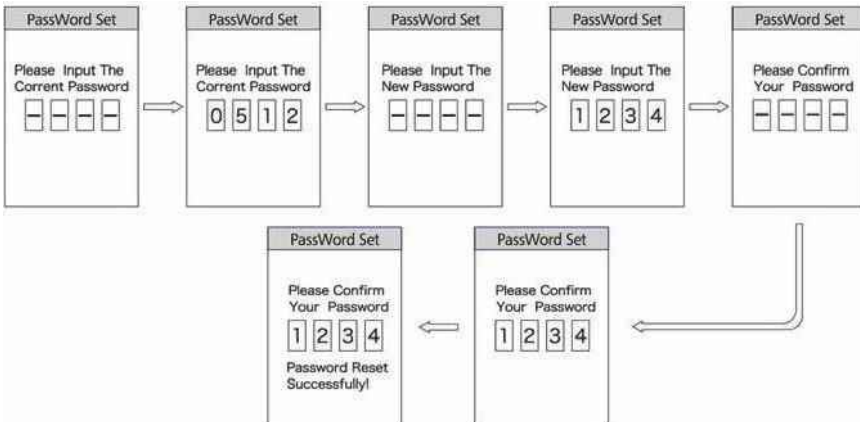 PassWord Set
Please Input The
Corrent Password
– – – –
PassWord Set
Please Input The
Corrent Password
0 5 1 2
PassWord Set
Please Input The
New Password
– – – –
PassWord Set
Please Input The
New Password
1 2 3 4
PassWord Set
Please Confirm
Your Password
– – – –
PassWord Set
Please Confirm
Your Password
1 2 3 4
PassWord Set
Please Confirm
Your Password
1 2 3 4
Password Reset
Successfully!